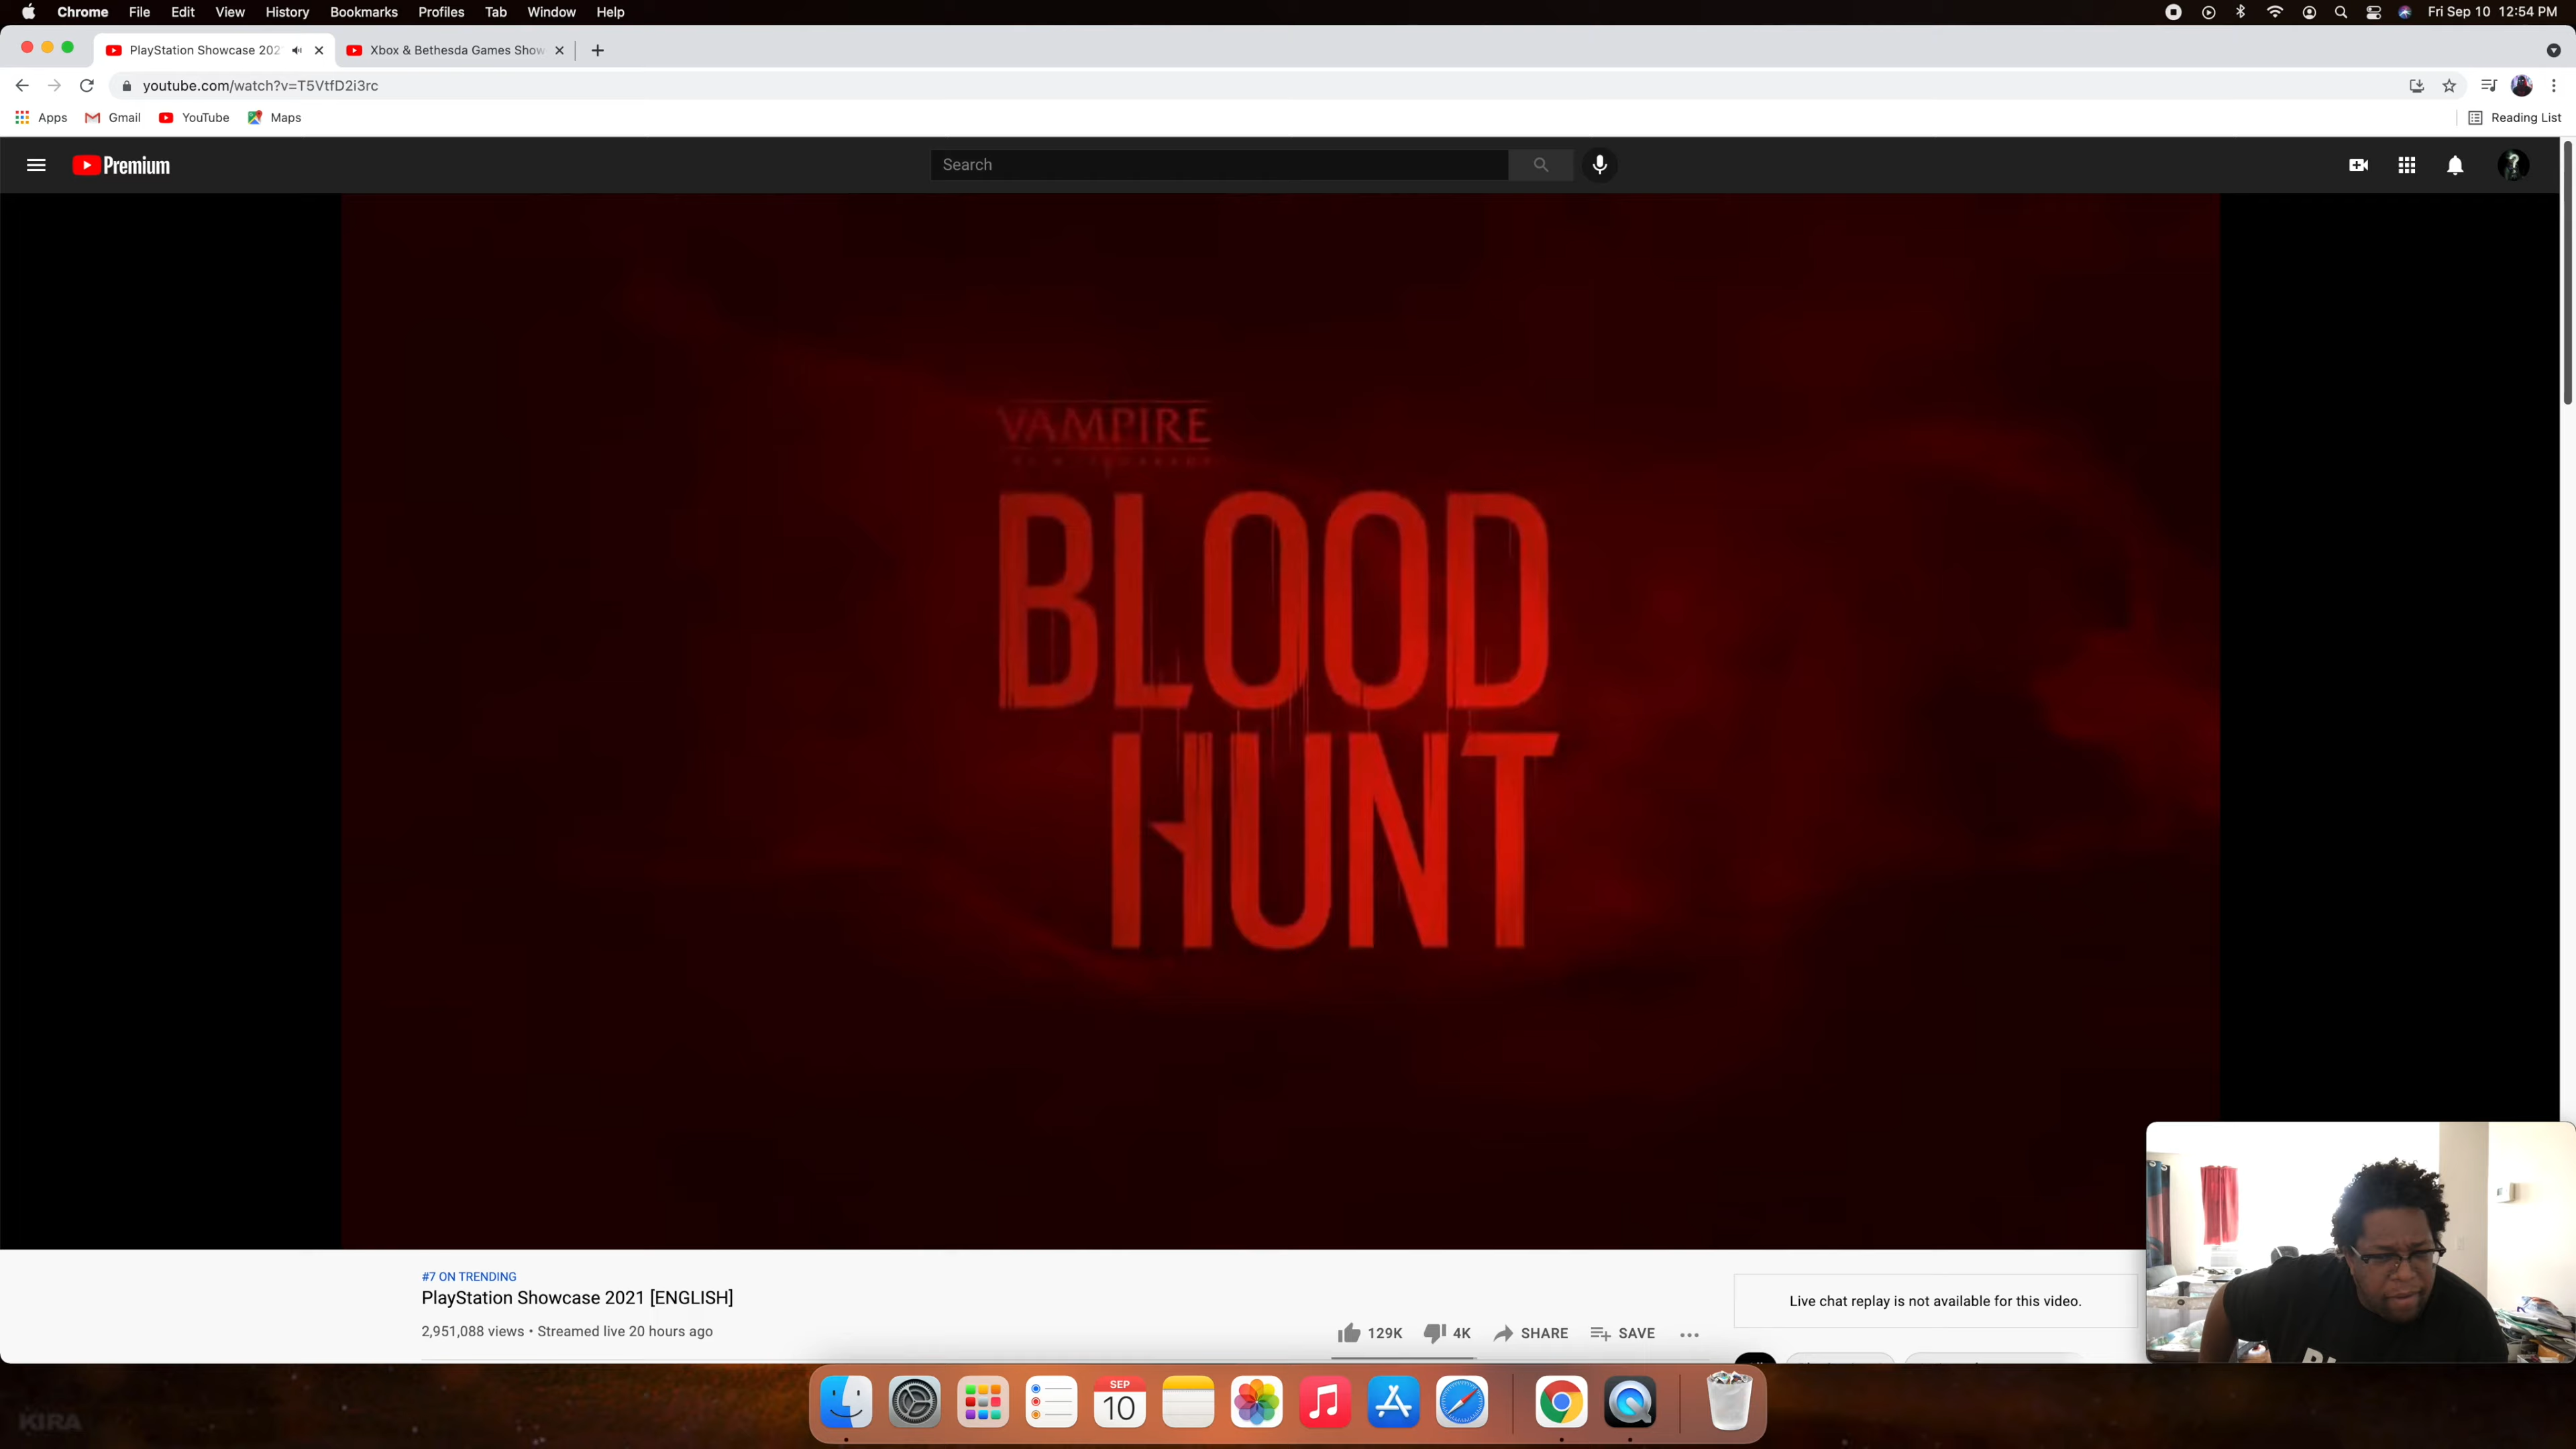 Chrome File Edit View History Bookmarks Profiles Tab Window Help Fri Sep 10 12:54 PM
PlayStation Showcase 202 Xbox & Bethesda Games Show
youtube.com/watch?v=T5VtfD2i3rc
Apps Gmail YouTube Maps Reading List
Premium Search
VAMPIRE
BLOOD
HUNT
#7 ON TRENDING
PlayStation Showcase 2021 [ENGLISH]
Live chat replay is not available for this video.
2,951,088 views • Streamed live 20 hours ago 129K 4K SHARE SAVE
SEP
10
KIRA